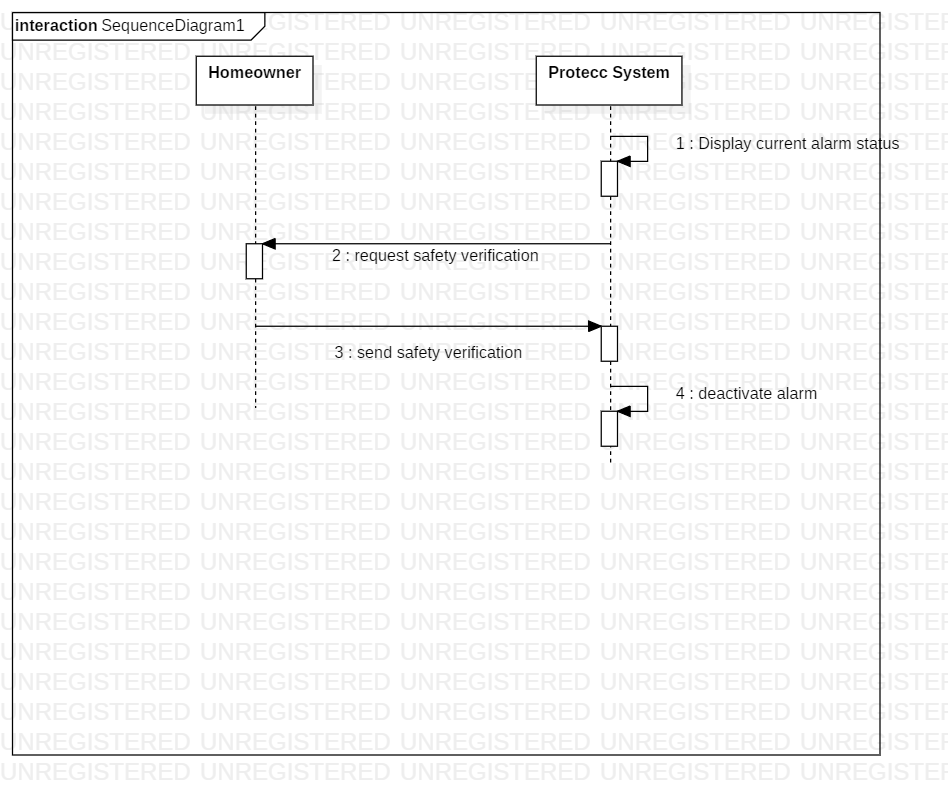 interaction SequenceDiagram1
Homeowner
Protecc System
1 : Display current alarm status
2 : request safety verification
3 : send safety verification
4 : deactivate alarm
UNREGISTERED UNREGISTERED UNREGISTERED UNREGISTERED UNREGISTERED